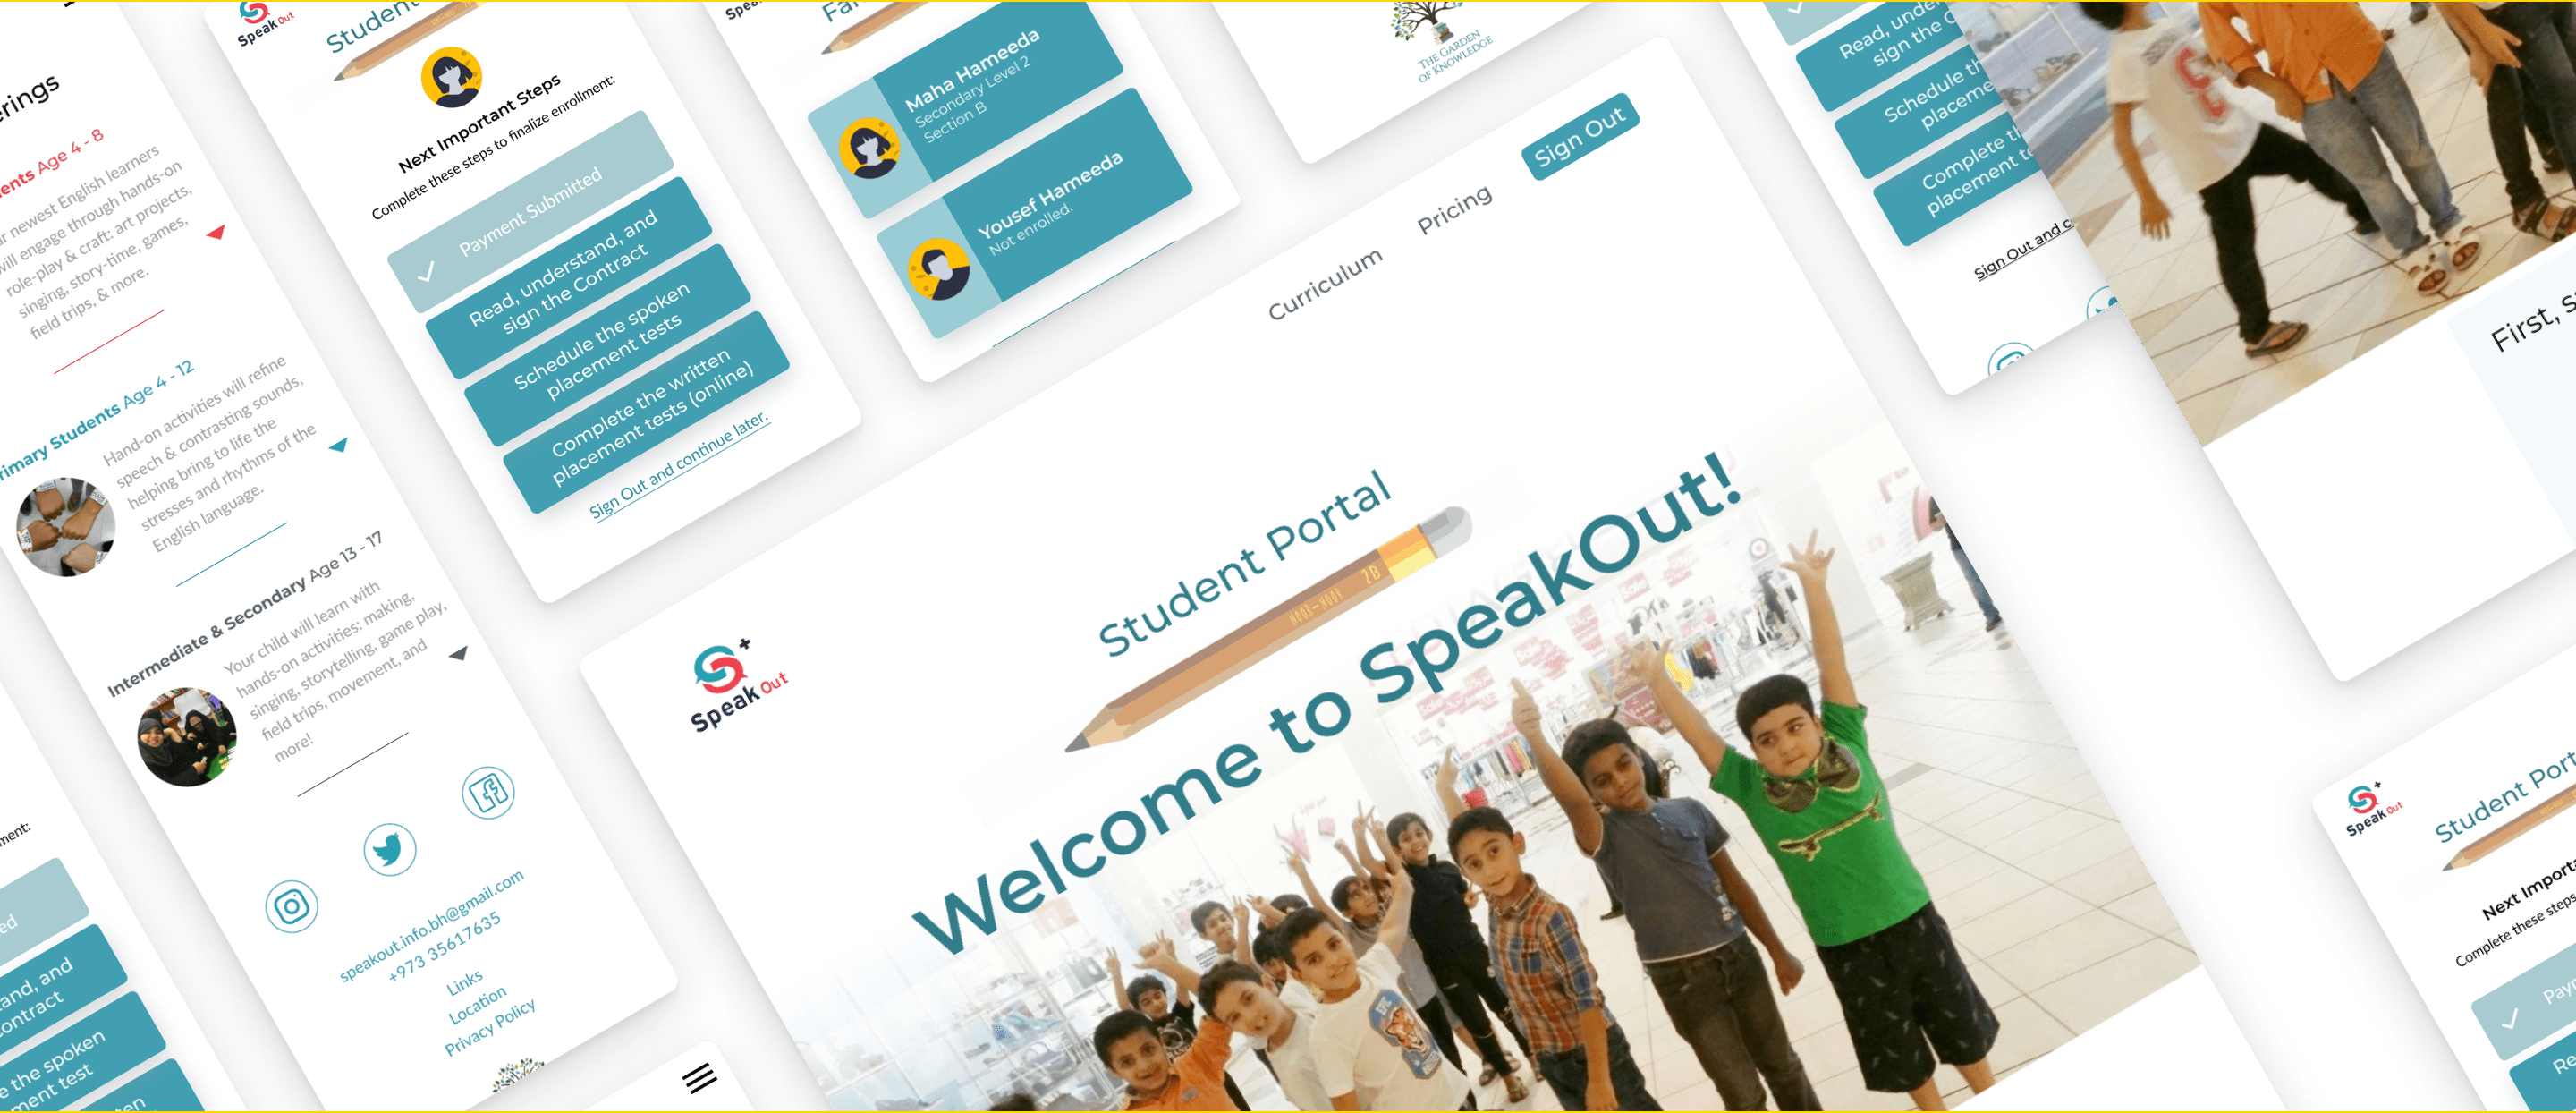 erings
ents Age 4 - 8
r newest English learners
will engage through hands-on
role-play & craft: art projects,
singing, story-time, games,
field trips, & more.
rimary Students Age 4 - 12
Hand-on activities will refine
speech & contrasting sounds,
helping bring to life the
stresses and rhythms of the
English language.
Intermediate & Secondary Age 13 - 17
Your child will learn with
hands-on activities: making,
singing, storytelling, game play,
field trips, movement, and
more!
speakout.info.bh@gmail.com
+973 35617635
Links
Location
Privacy Policy
ment:
ed
and, and
ontract
e the spoken
ment test
ten
Speak Out
Student
Next Important Steps
Complete these steps to finalize enrollment:
Payment Submitted
Read, understand, and
sign the Contract
Schedule the spoken
placement tests
Complete the written
placement tests (online)
Sign Out and continue later.
Speak
Fa
Maha Hameeda
Secondary Level 2
Section B
Yousef Hameeda
Not enrolled.
THE GARDEN
OF KNOWLEDGE
Curriculum
Pricing
Sign Out
Speak Out
Student Portal
NOOK-NOOK 2B
Welcome to SpeakOut!
Read, unde
sign the C
Schedule th
placeme
Complete th
placement te
Sign Out and c
First, s
Speak Out
Student Port
Next Importa
Complete these steps
Payn
Re